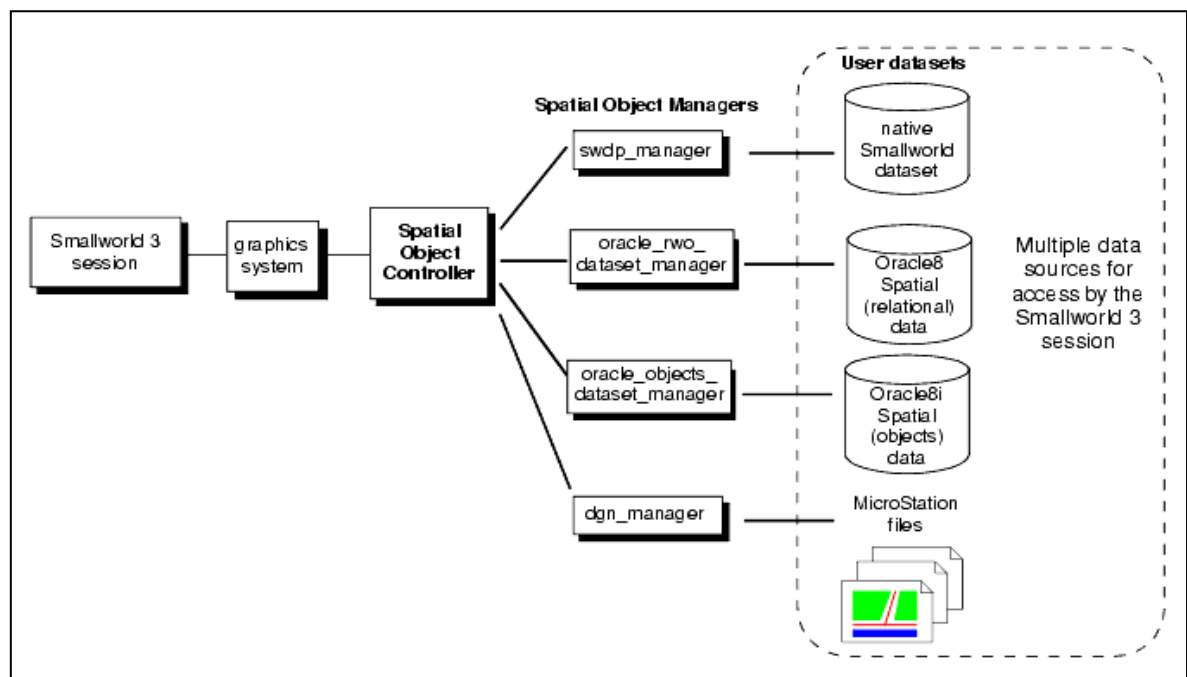 User datasets
Spatial Object Managers
swdp_manager
native
Smallworld
dataset
Smallworld 3
session
graphics
system
Spatial
Object
Controller
oracle_rwo_
dataset_manager
Oracle8
Spatial
(relational)
data
Multiple data
sources for
access by the
Smallworld 3
session
oracle_objects_
dataset_manager
Oracle8i
Spatial
(objects)
data
dgn_manager
MicroStation
files